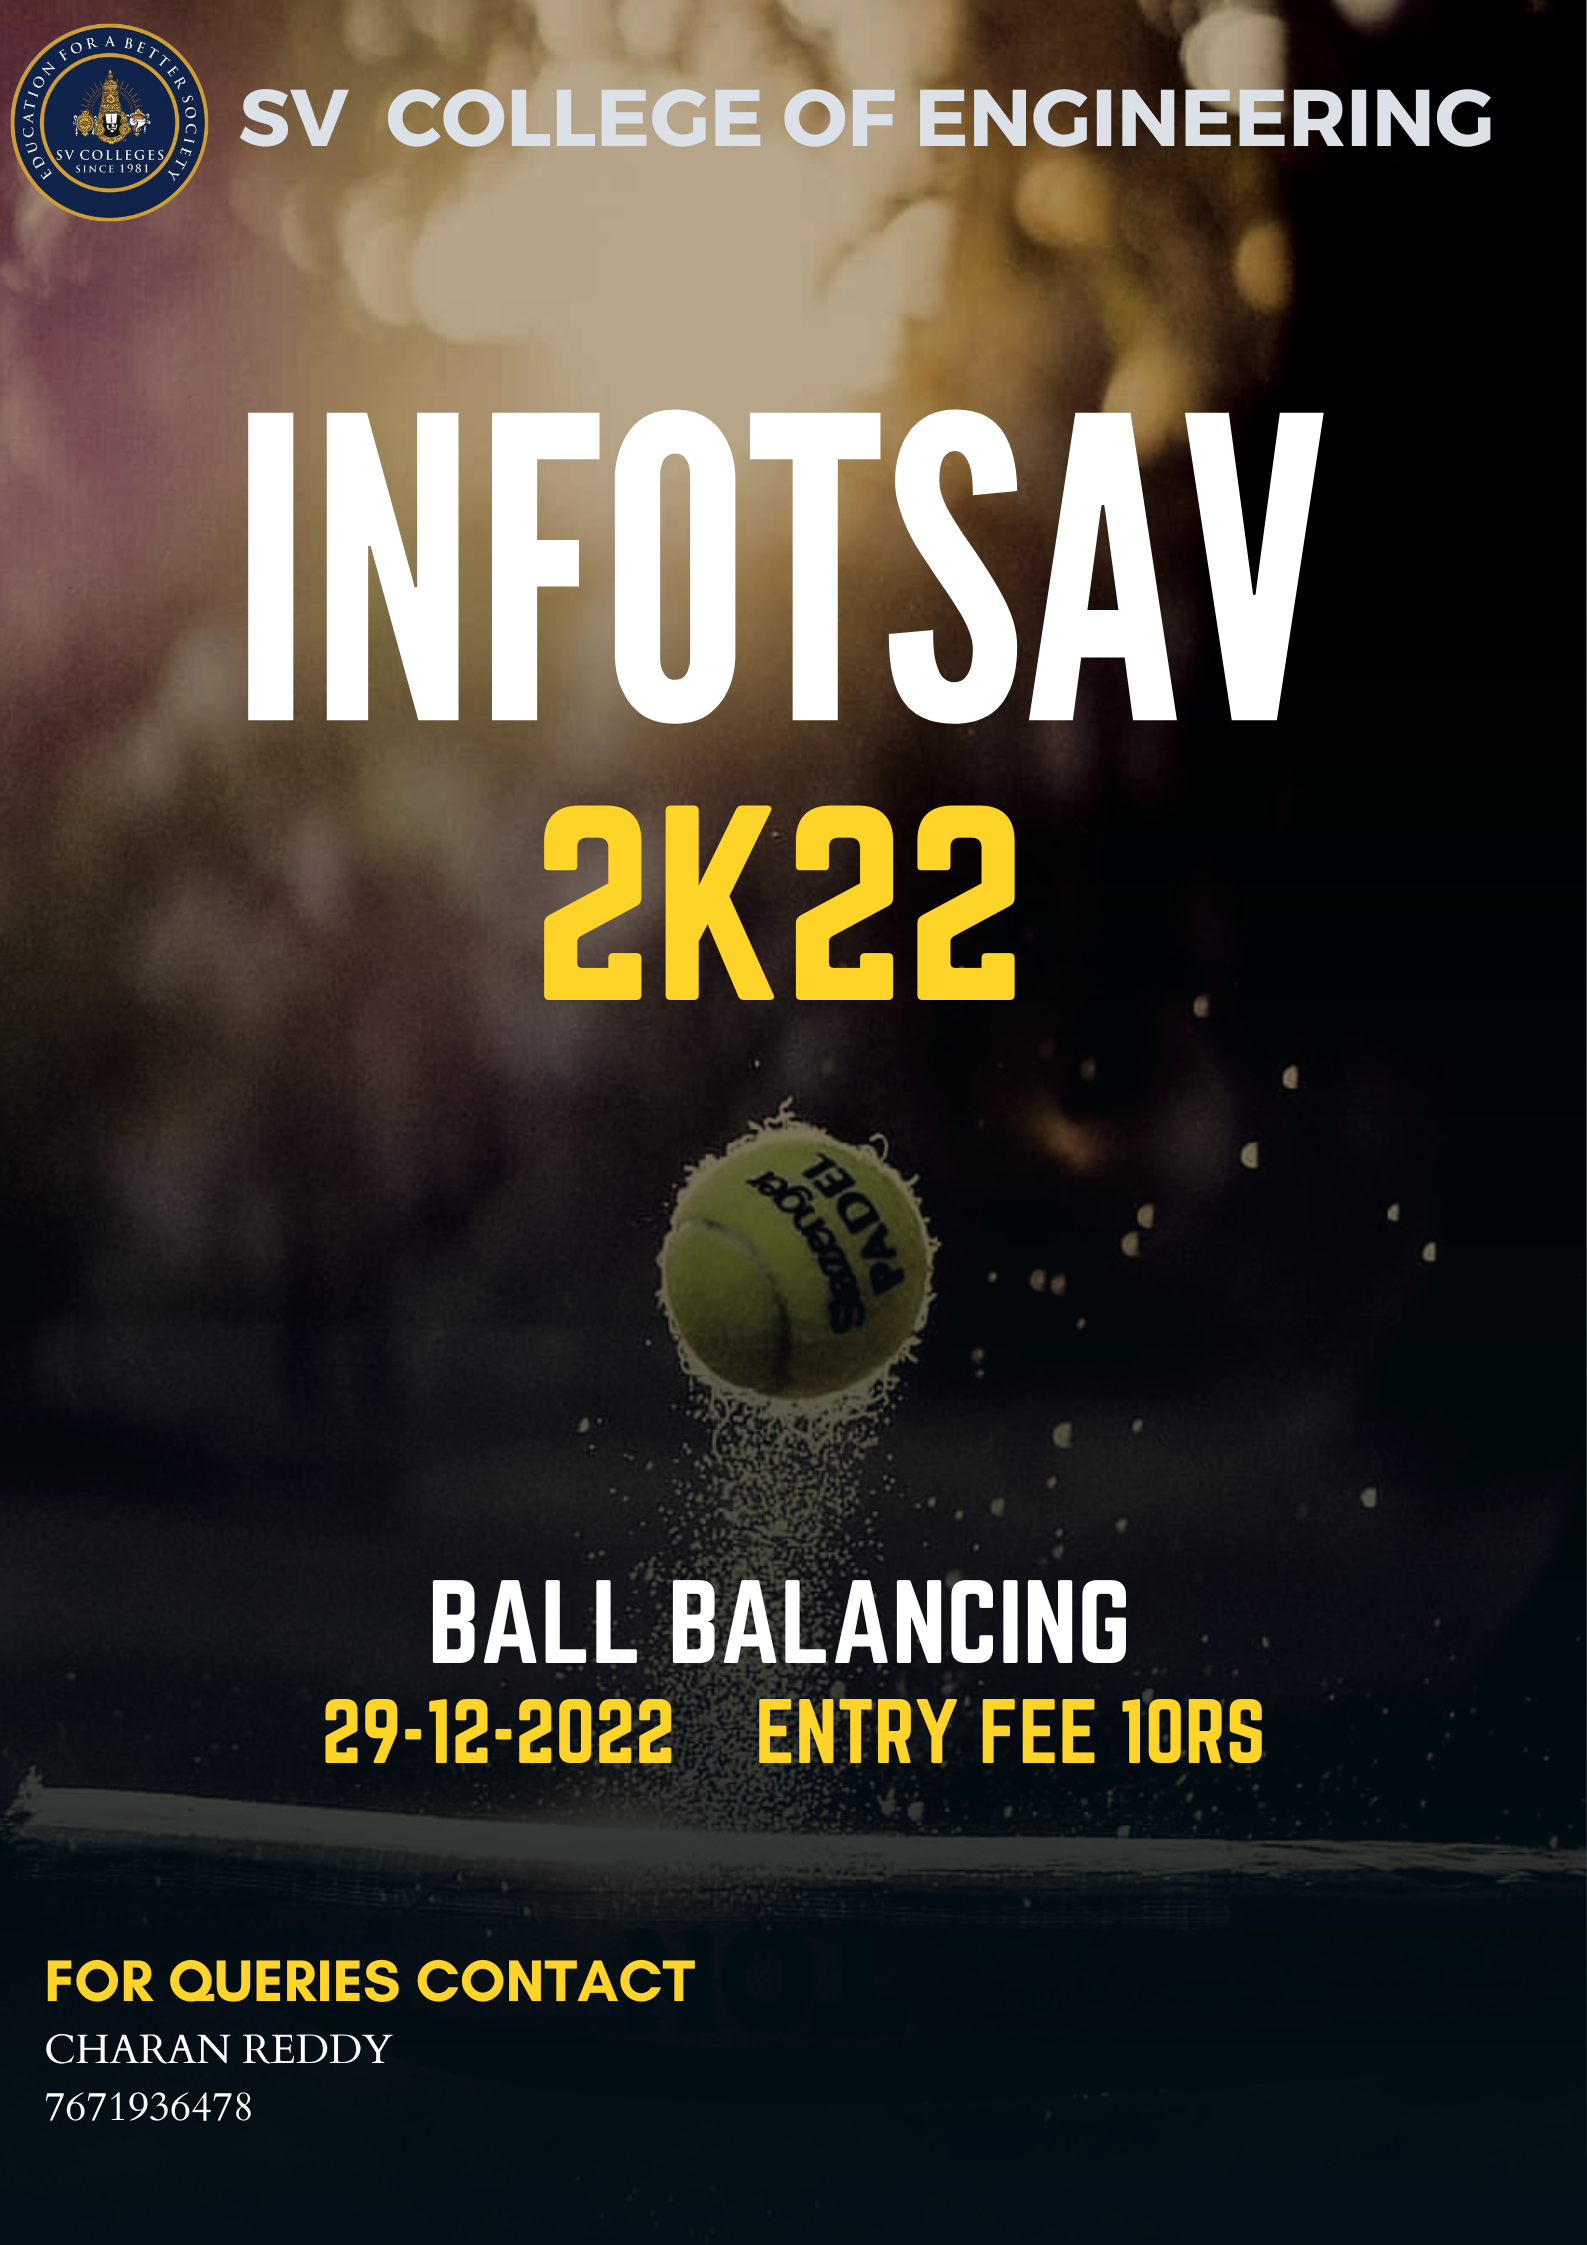 EDUCATION FOR A BETTER SOCIETY
SV COLLEGES
SINCE 1981
SV COLLEGE OF ENGINEERING
INFOTSAV
2K22
Slazenger
PADEL
BALL BALANCING
29-12-2022 ENTRY FEE 10RS
FOR QUERIES CONTACT
CHARAN REDDY
7671936478